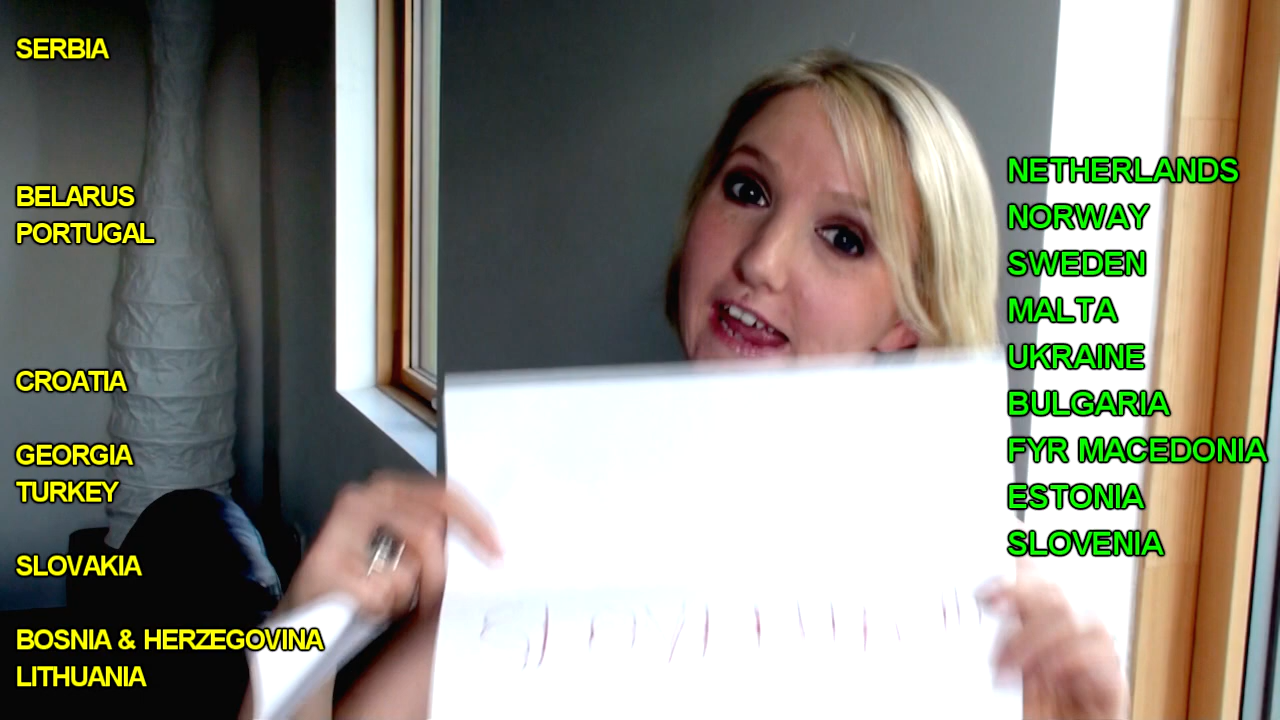 SERBIA
BELARUS
PORTUGAL
CROATIA
GEORGIA
TURKEY
SLOVAKIA
BOSNIA & HERZEGOVINA
LITHUANIA
NETHERLANDS
NORWAY
SWEDEN
MALTA
UKRAINE
BULGARIA
FYR MACEDONIA
ESTONIA
SLOVENIA